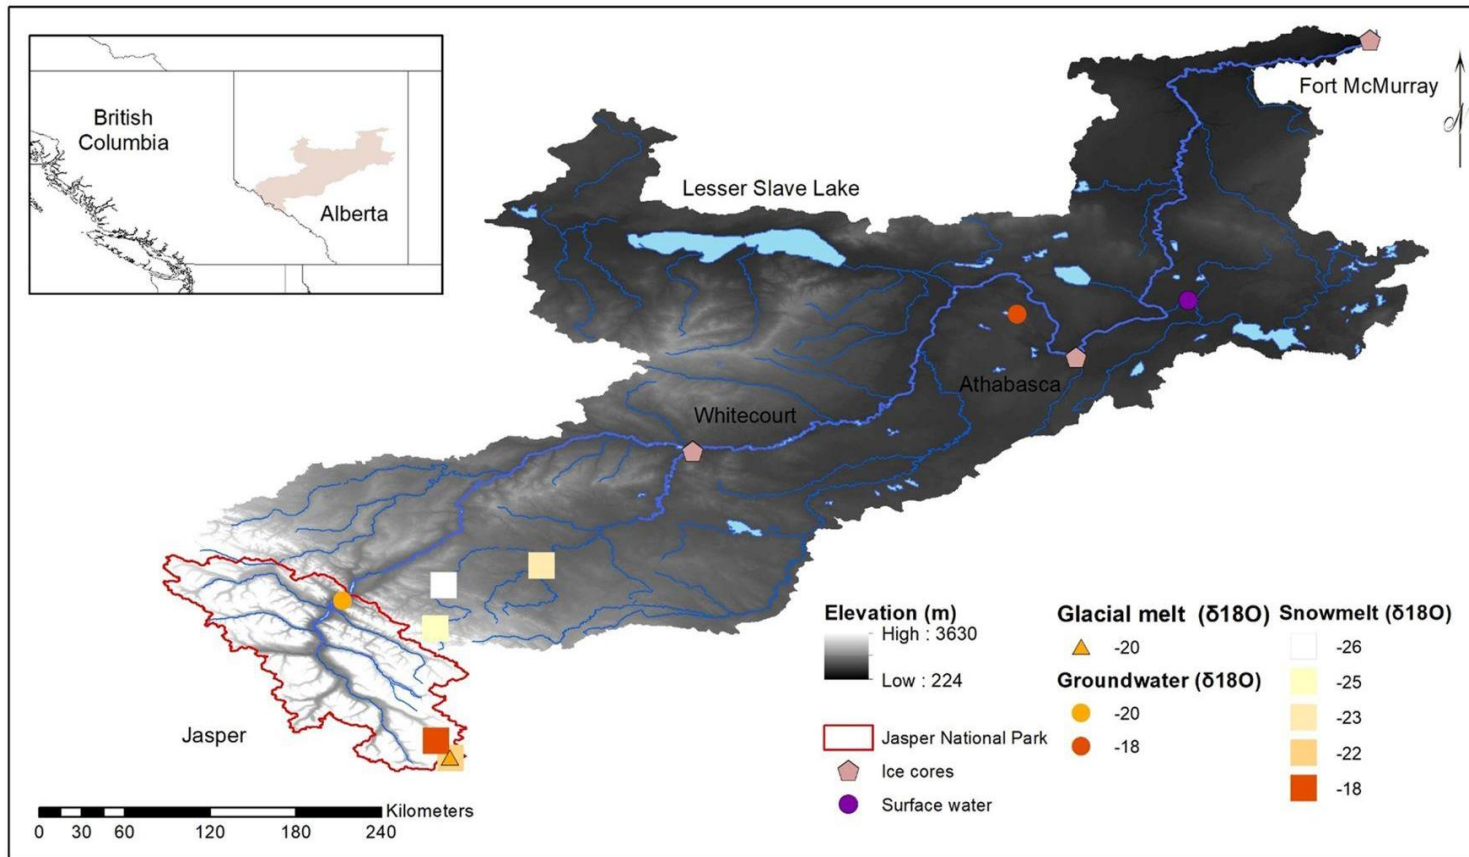 British
Columbia
Alberta
Fort McMurray
N
Lesser Slave Lake
Athabasca
Whitecourt
Jasper
Elevation (m)
High : 3630
Low : 224
Jasper National Park
Ice cores
Surface water
Glacial melt (δ18O)
-20
Groundwater (δ18O)
-20
-18
Snowmelt (δ18O)
-26
-25
-23
-22
-18
Kilometers
0 30 60 120 180 240